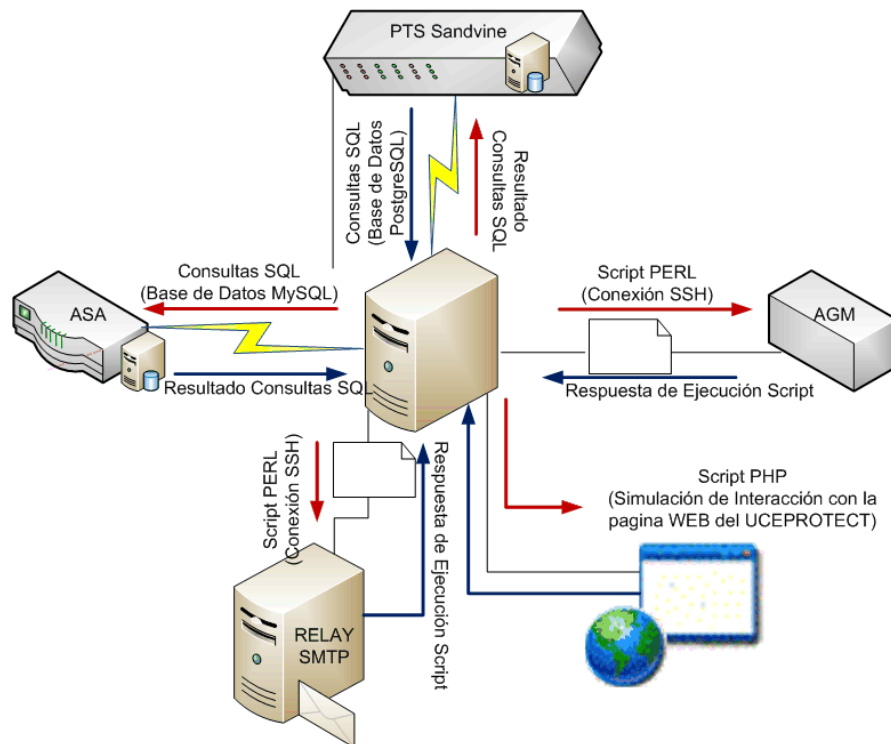 PTS Sandvine
Consultas SQL
(Base de Datos
PostgreSQL)
Resultado
Consultas SQL
Consultas SQL
(Base de Datos MySQL)
ASA
Resultado Consultas SQL
Script PERL
(Conexión SSH)
AGM
Respuesta de Ejecución Script
Script PERL
(Conexión SSH)
Respuesta de Ejecución Script
Script PHP
(Simulación de Interacción con la
pagina WEB del UCEPROTECT)
RELAY
SMTP